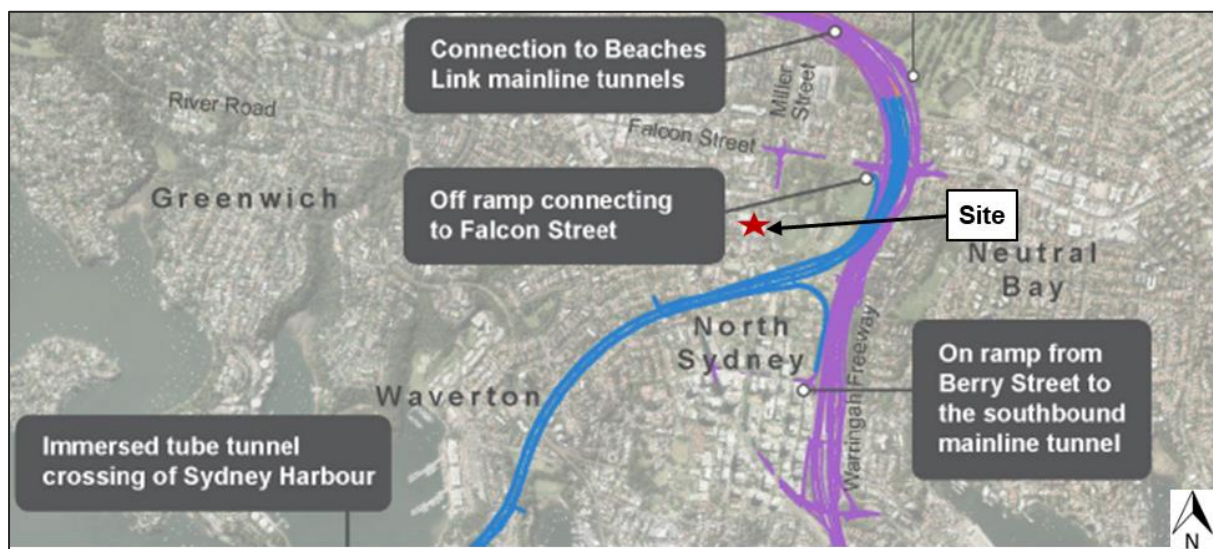 Connection to Beaches
Link mainline tunnels
River Road
Miller
Street
Falcon Street
Greenwich
Off ramp connecting
to Falcon Street
Site
Neutral
Bay
North
Sydney
Warringah Freeway
Waverton
On ramp from
Berry Street to
the southbound
mainline tunnel
Immersed tube tunnel
crossing of Sydney Harbour
N